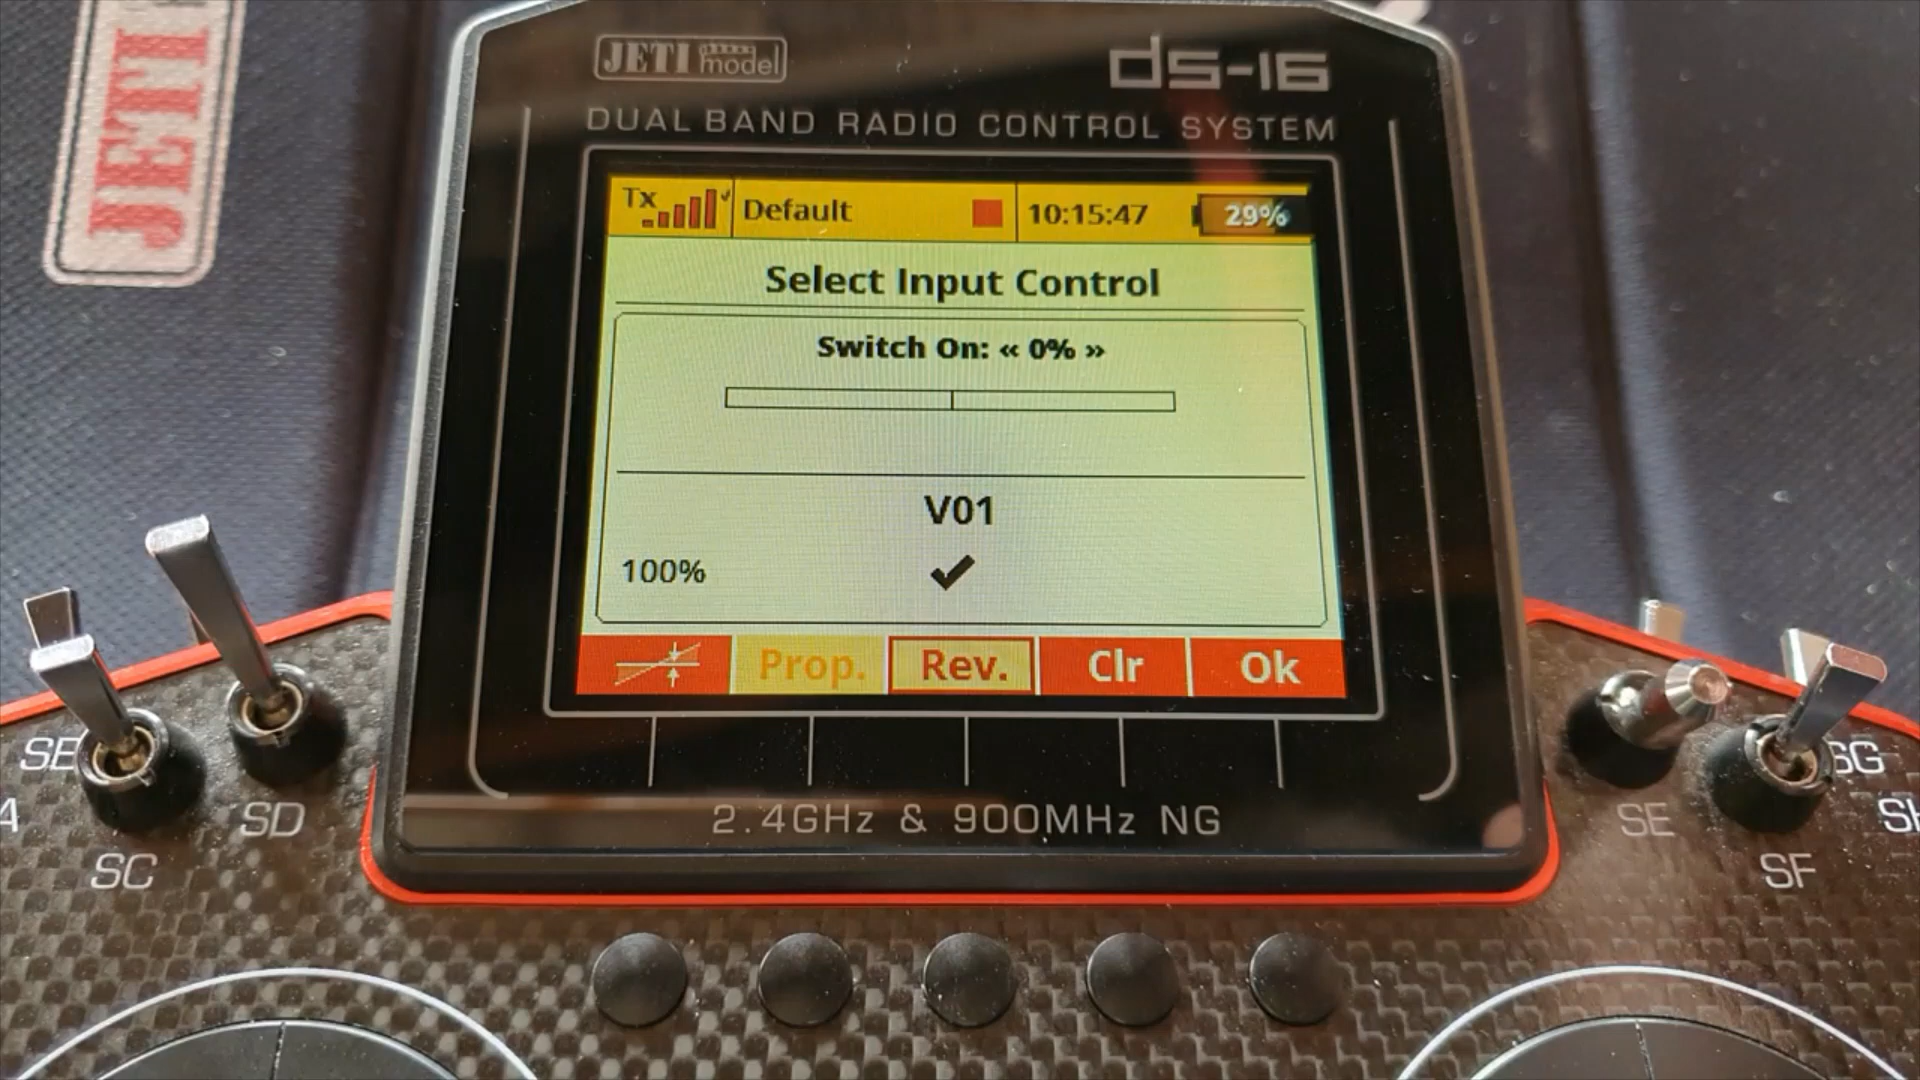 JETI
JETI model
DS-16
DUAL BAND RADIO CONTROL SYSTEM
Tx Default 10:15:47 29%
Select Input Control
Switch On: « 0% »
V01
100%
Prop. Rev. Clr Ok
2.4GHz & 900MHz NG
SD
SC
SE
SG
SF